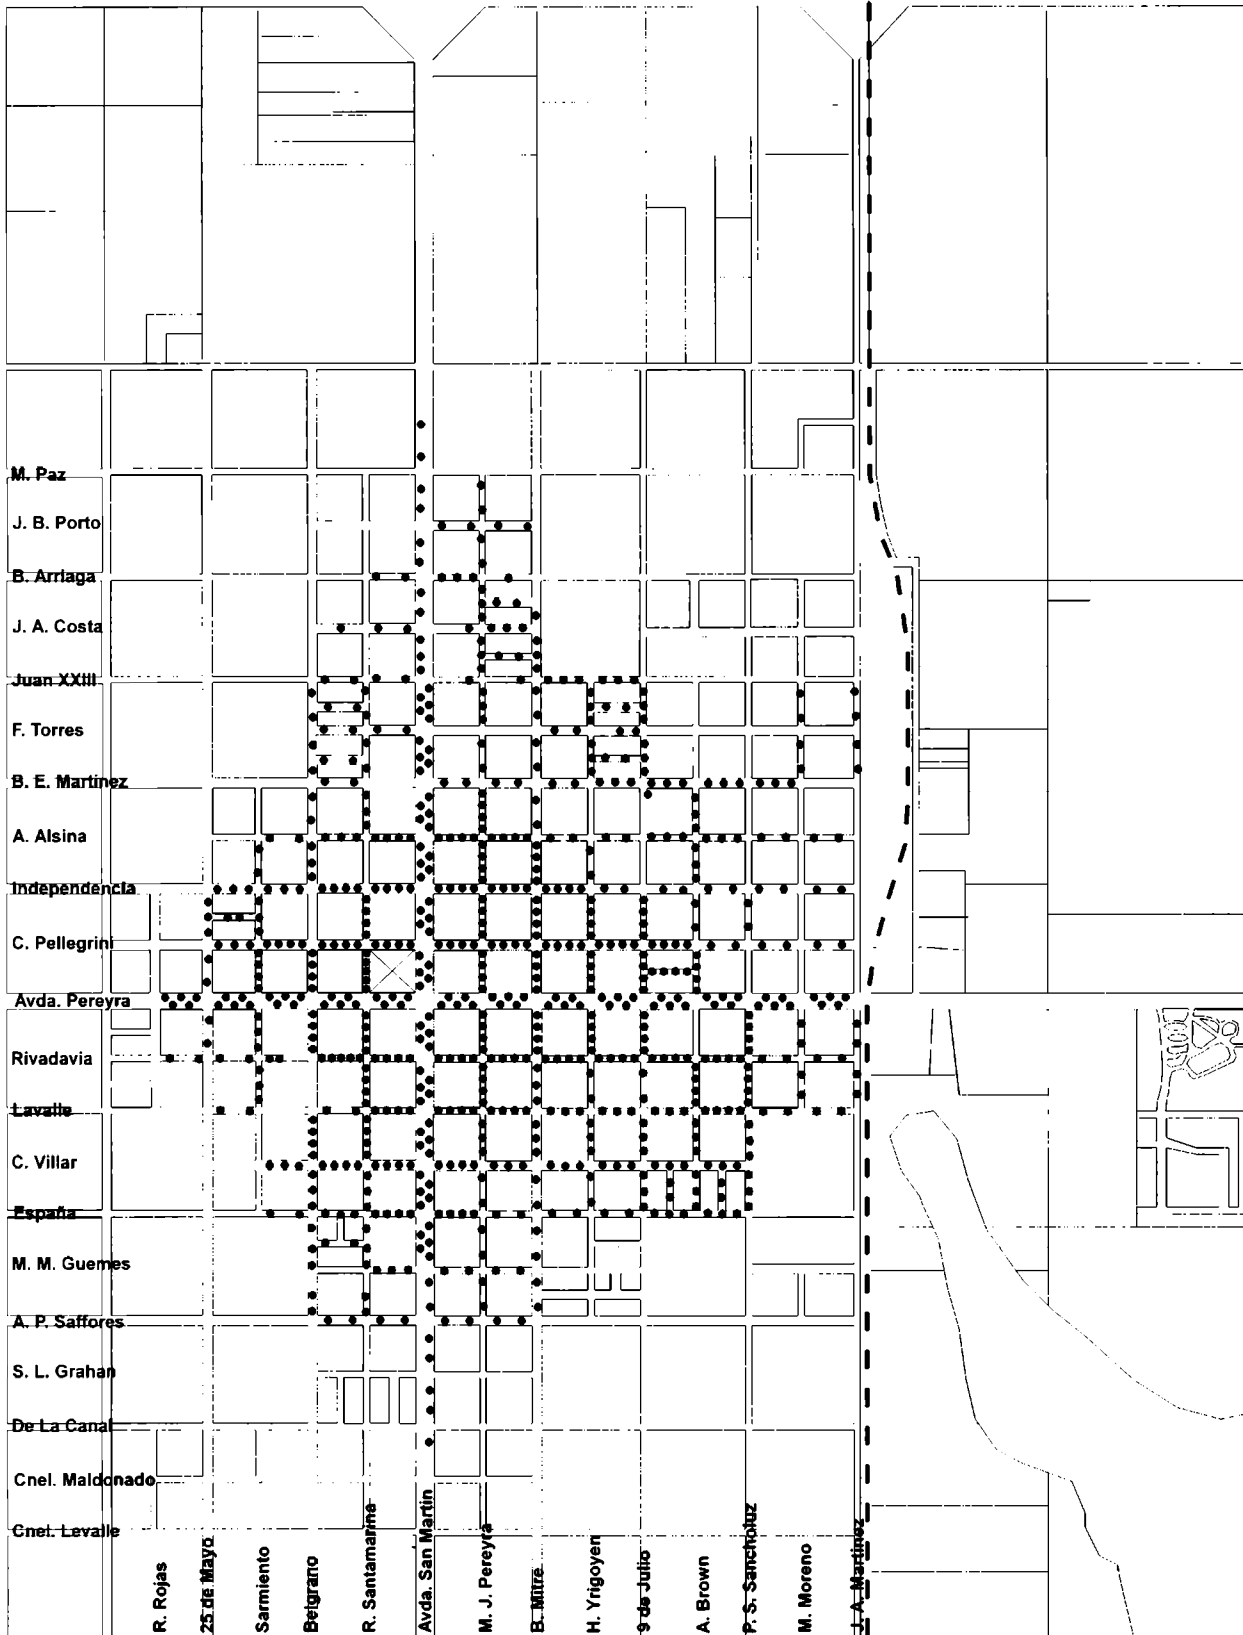 M. Paz
J. B. Porto
B. Arriaga
J. A. Costa
Juan XXIII
F. Torres
B. E. Martinez
A. Alsina
Independencia
C. Pellegrini
Avda. Pereyra
Rivadavia
Lavalle
C. Villar
España
M. M. Guemes
A. P. Saffores
S. L. Grahan
De La Canal
Cnel. Maldonado
Cnel. Levalle
R. Rojas
25 de Mayo
Sarmiento
Belgrano
R. Santamarina
Avda. San Martin
M. J. Pereyra
B. Mitre
H. Yrigoyen
9 de Julio
A. Brown
P. S. Sancholuz
M. Moreno
J. A. Martinez